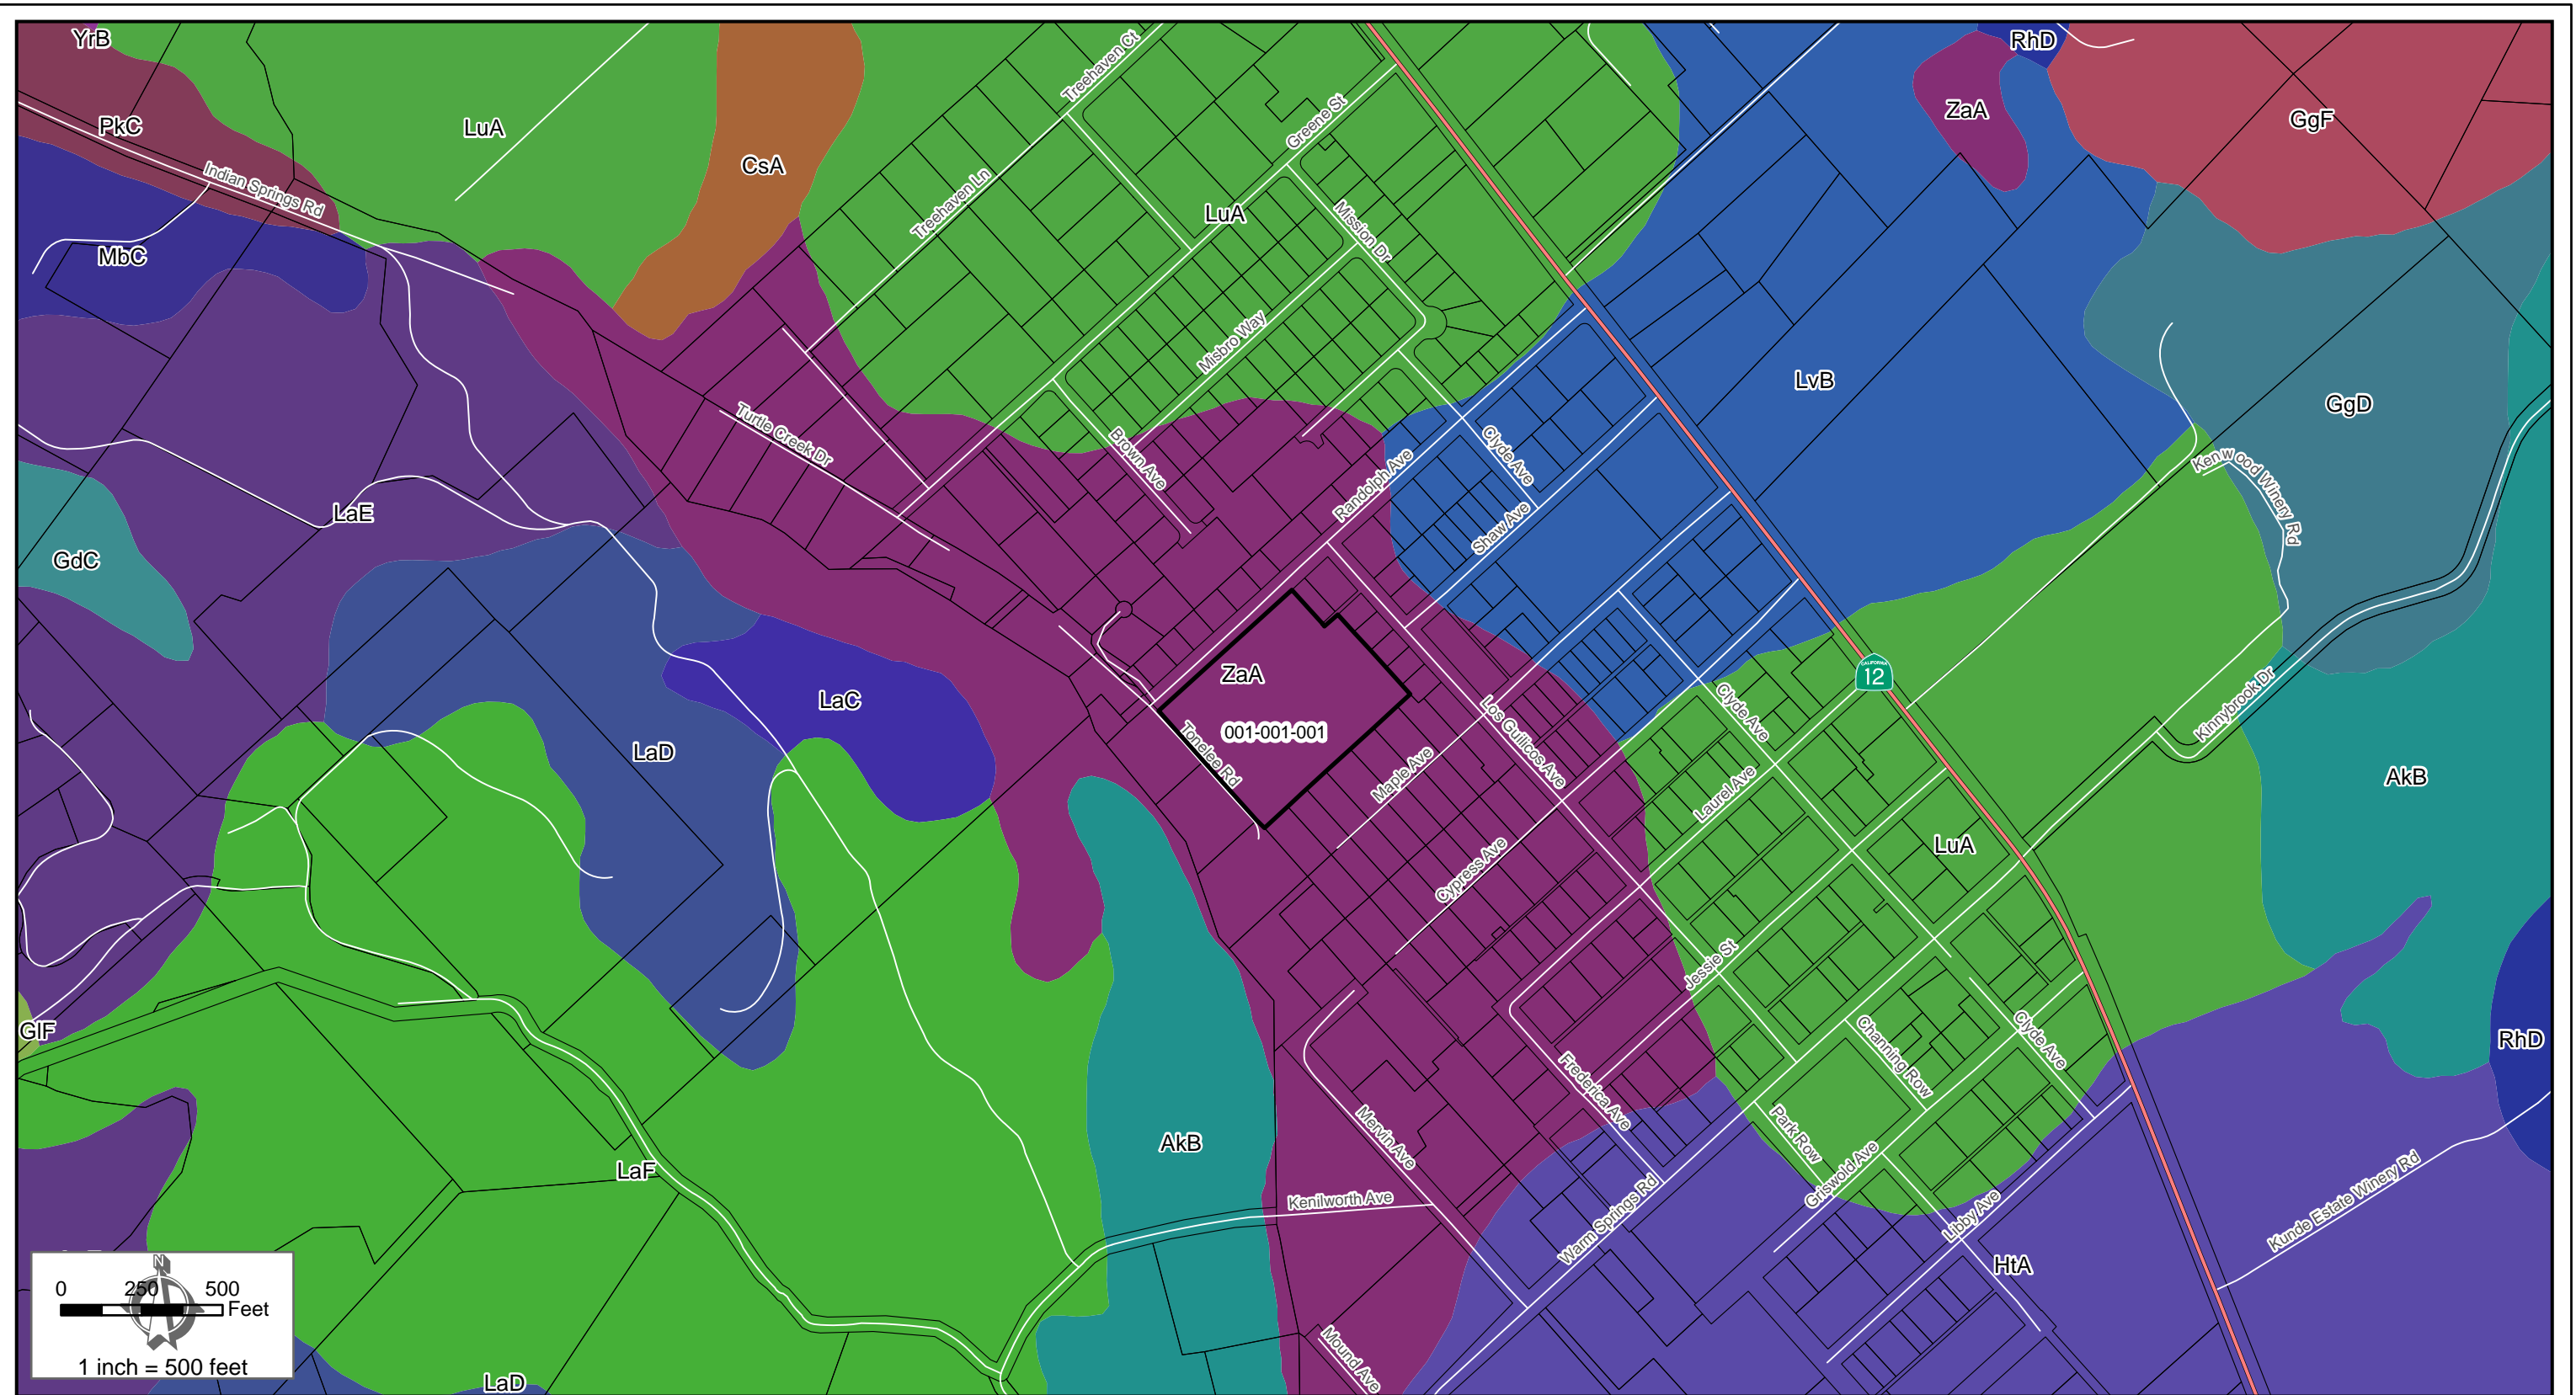 YrB
RhD
PkC
LuA
CsA
Treehaven Ct
Greene St
ZaA
GgF
Indian Springs Rd
Treehaven Ln
LuA
Mission Dr
MbC
Misbro Way
LvB
GgD
Turtle Creek Dr
Brown Ave
Clyde Ave
Randolph Ave
Kenwood Winery Rd
LaE
Shaw Ave
GdC
ZaA
CALIFORNIA
12
LaC
001-001-001
Los Guilicos Ave
Clyde Ave
Kinnybrook Dr
LaD
Tonelee Rd
Maple Ave
Laurel Ave
AkB
LuA
Cypress Ave
Jessie St
GlF
Channing Row
Clyde Ave
RhD
Frederica Ave
Mervin Ave
Park Row
AkB
LaF
Griswold Ave
Kenilworth Ave
Warm Springs Rd
Libby Ave
Kunde Estate Winery Rd
HtA
N
0 250 500
Feet
1 inch = 500 feet
Mound Ave
LaD